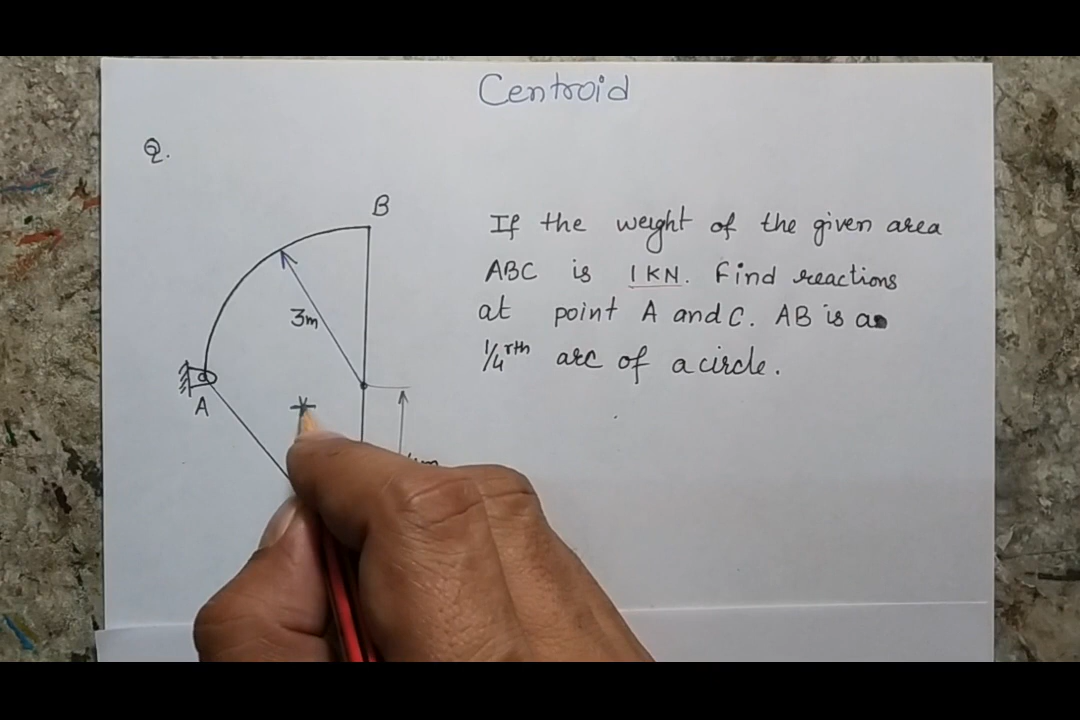 Centroid
Q.
B
If the weight of the given area
ABC is 1 KN. Find reactions
at point A and C. AB is a
1/4rth arc of a circle.
3m
A